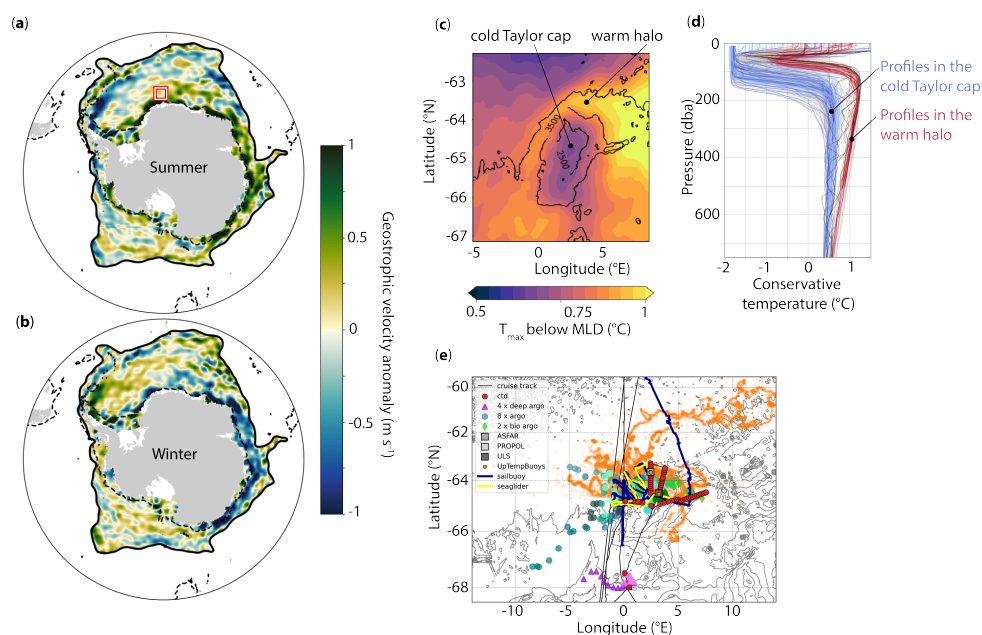 (a)
Summer
(b)
Winter
1
0.5
0
-0.5
-1
Geostrophic velocity anomaly (m s-1)
(c)
cold Taylor cap
warm halo
-63
-64
-65
-66
-67
Latitude (°N)
3500
2500
-5
0
5
Longitude (°E)
0.5
0.75
1
Tmax below MLD (°C)
(d)
0
200
400
600
Pressure (dba)
Profiles in the
cold Taylor cap
Profiles in the
warm halo
-2
-1
0
1
Conservative
temperature (°C)
(e)
-60
-62
-64
-66
-68
Latitude (°N)
cruise track
ctd
4 x deep argo
8 x argo
2 x bio argo
ASFAR
PROPOL
ULS
UpTempBuoys
sailbuoy
seaglider
-10
-5
0
5
10
Longitude (°E)